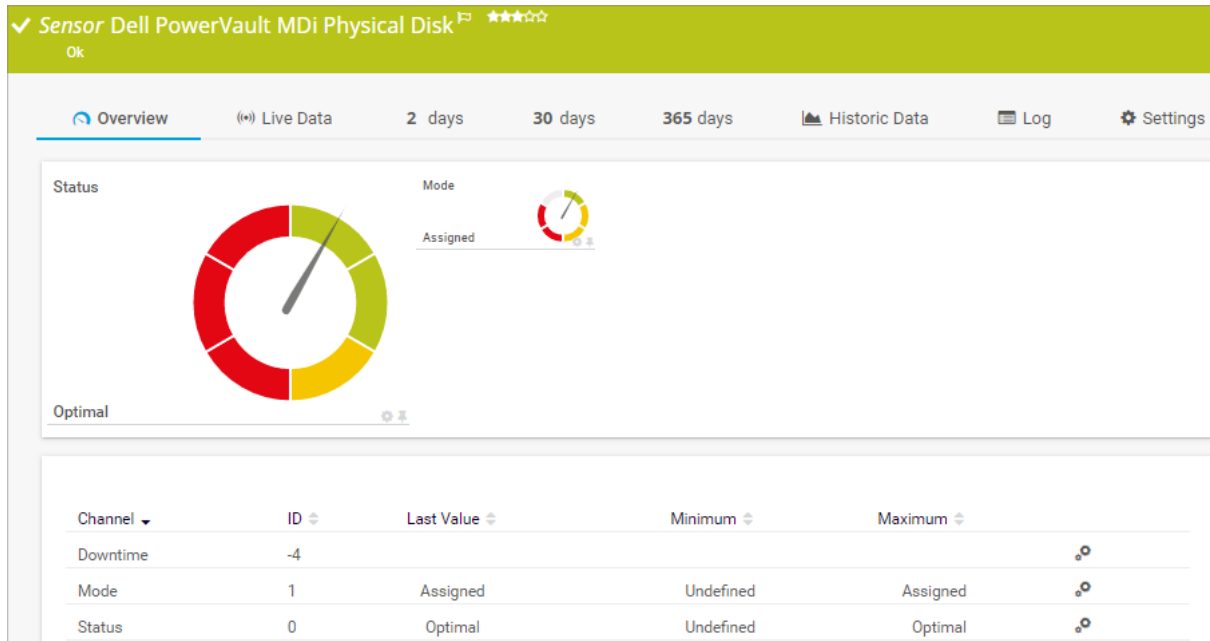 Sensor Dell PowerVault MDi Physical Disk
Ok
Overview Live Data 2 days 30 days 365 days Historic Data Log Settings
Status
Mode
Assigned
Optimal
Channel ID Last Value Minimum Maximum
Downtime -4
Mode 1 Assigned Undefined Assigned
Status 0 Optimal Undefined Optimal